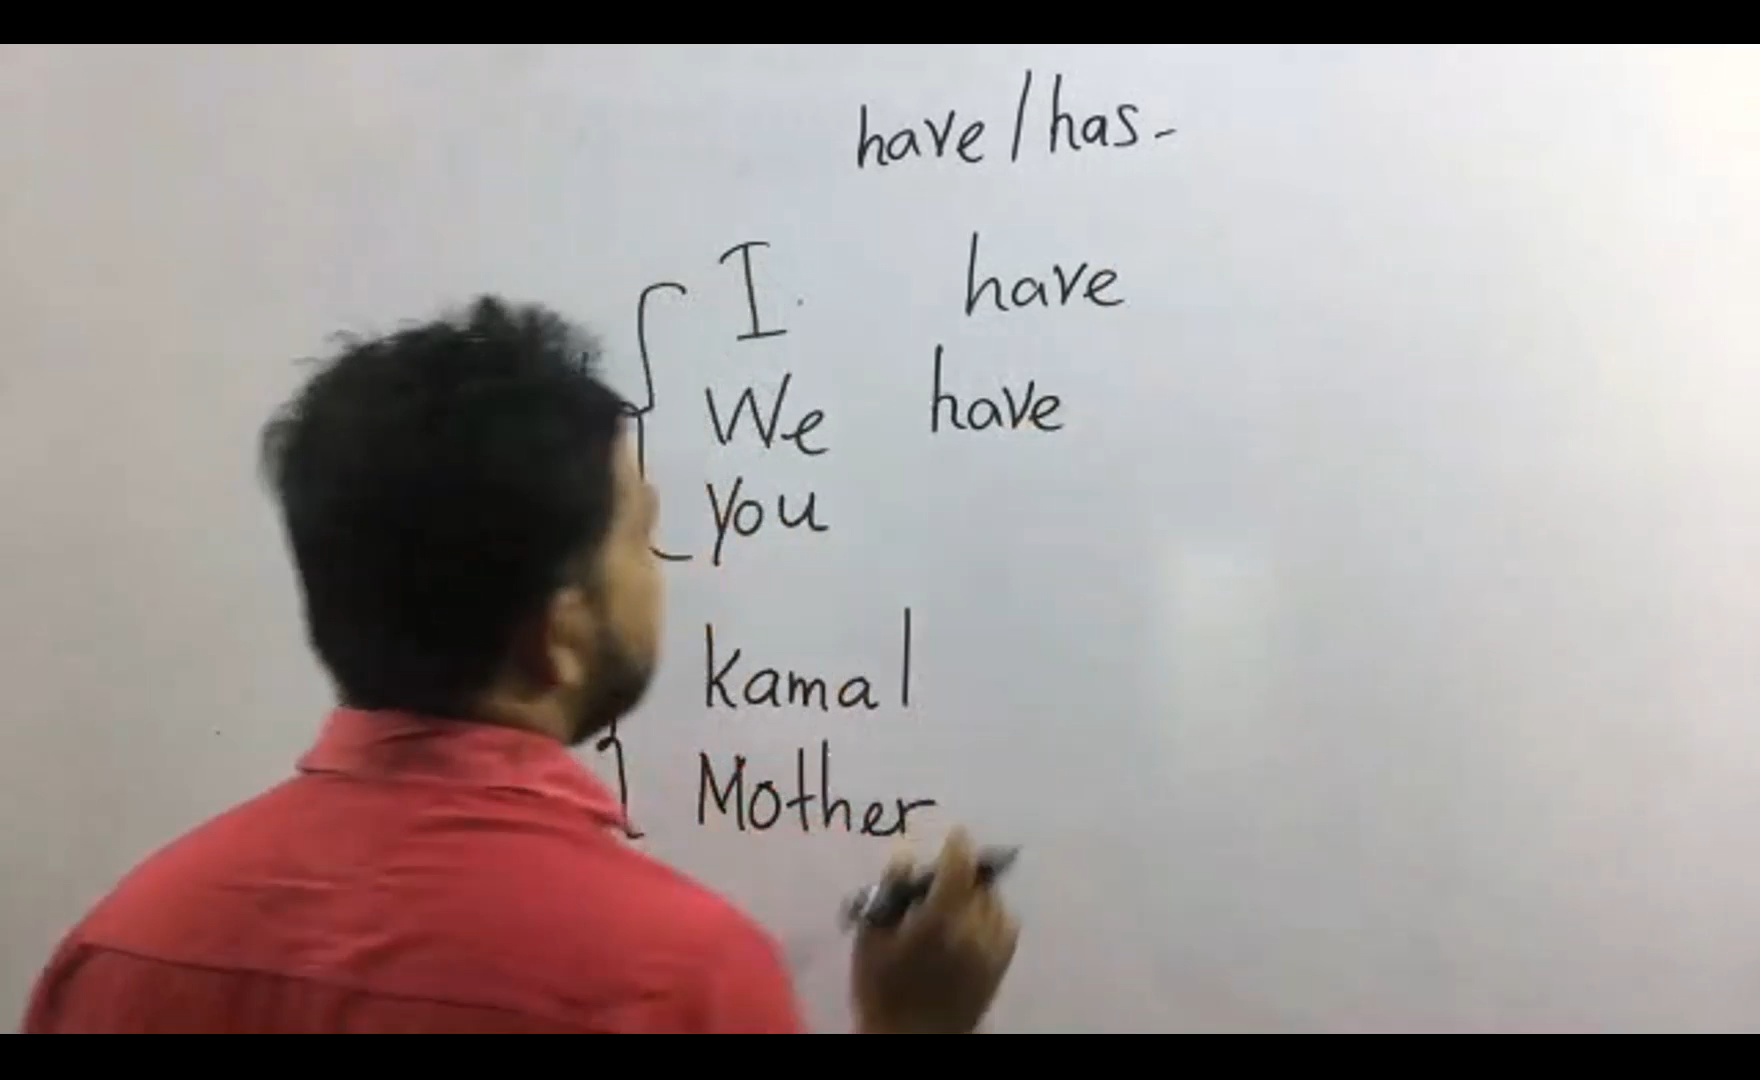 have / has -
I have
We have
You
Kamal
Mother